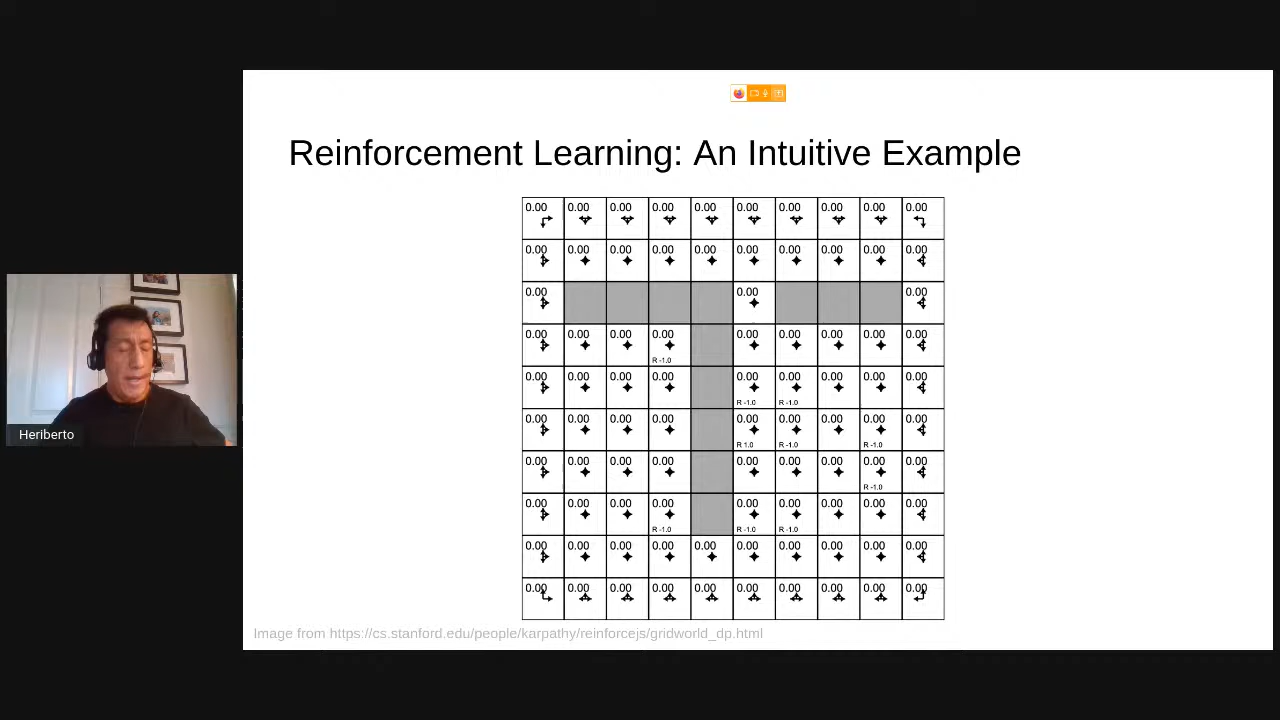 Reinforcement Learning: An Intuitive Example
0.00 0.00 0.00 0.00 0.00 0.00 0.00 0.00 0.00 0.00
0.00 0.00 0.00 0.00 0.00 0.00 0.00 0.00 0.00 0.00
0.00 0.00 0.00
0.00 0.00 0.00 0.00 0.00 0.00 0.00 0.00 0.00
R -1.0
0.00 0.00 0.00 0.00 0.00 0.00 0.00 0.00 0.00
R -1.0 R -1.0
0.00 0.00 0.00 0.00 0.00 0.00 0.00 0.00 0.00
R 1.0 R -1.0 R -1.0
0.00 0.00 0.00 0.00 0.00 0.00 0.00 0.00 0.00
R -1.0
0.00 0.00 0.00 0.00 0.00 0.00 0.00 0.00 0.00
R -1.0 R -1.0 R -1.0
0.00 0.00 0.00 0.00 0.00 0.00 0.00 0.00 0.00 0.00
0.00 0.00 0.00 0.00 0.00 0.00 0.00 0.00 0.00 0.00
Image from https://cs.stanford.edu/people/karpathy/reinforcejs/gridworld_dp.html
Heriberto